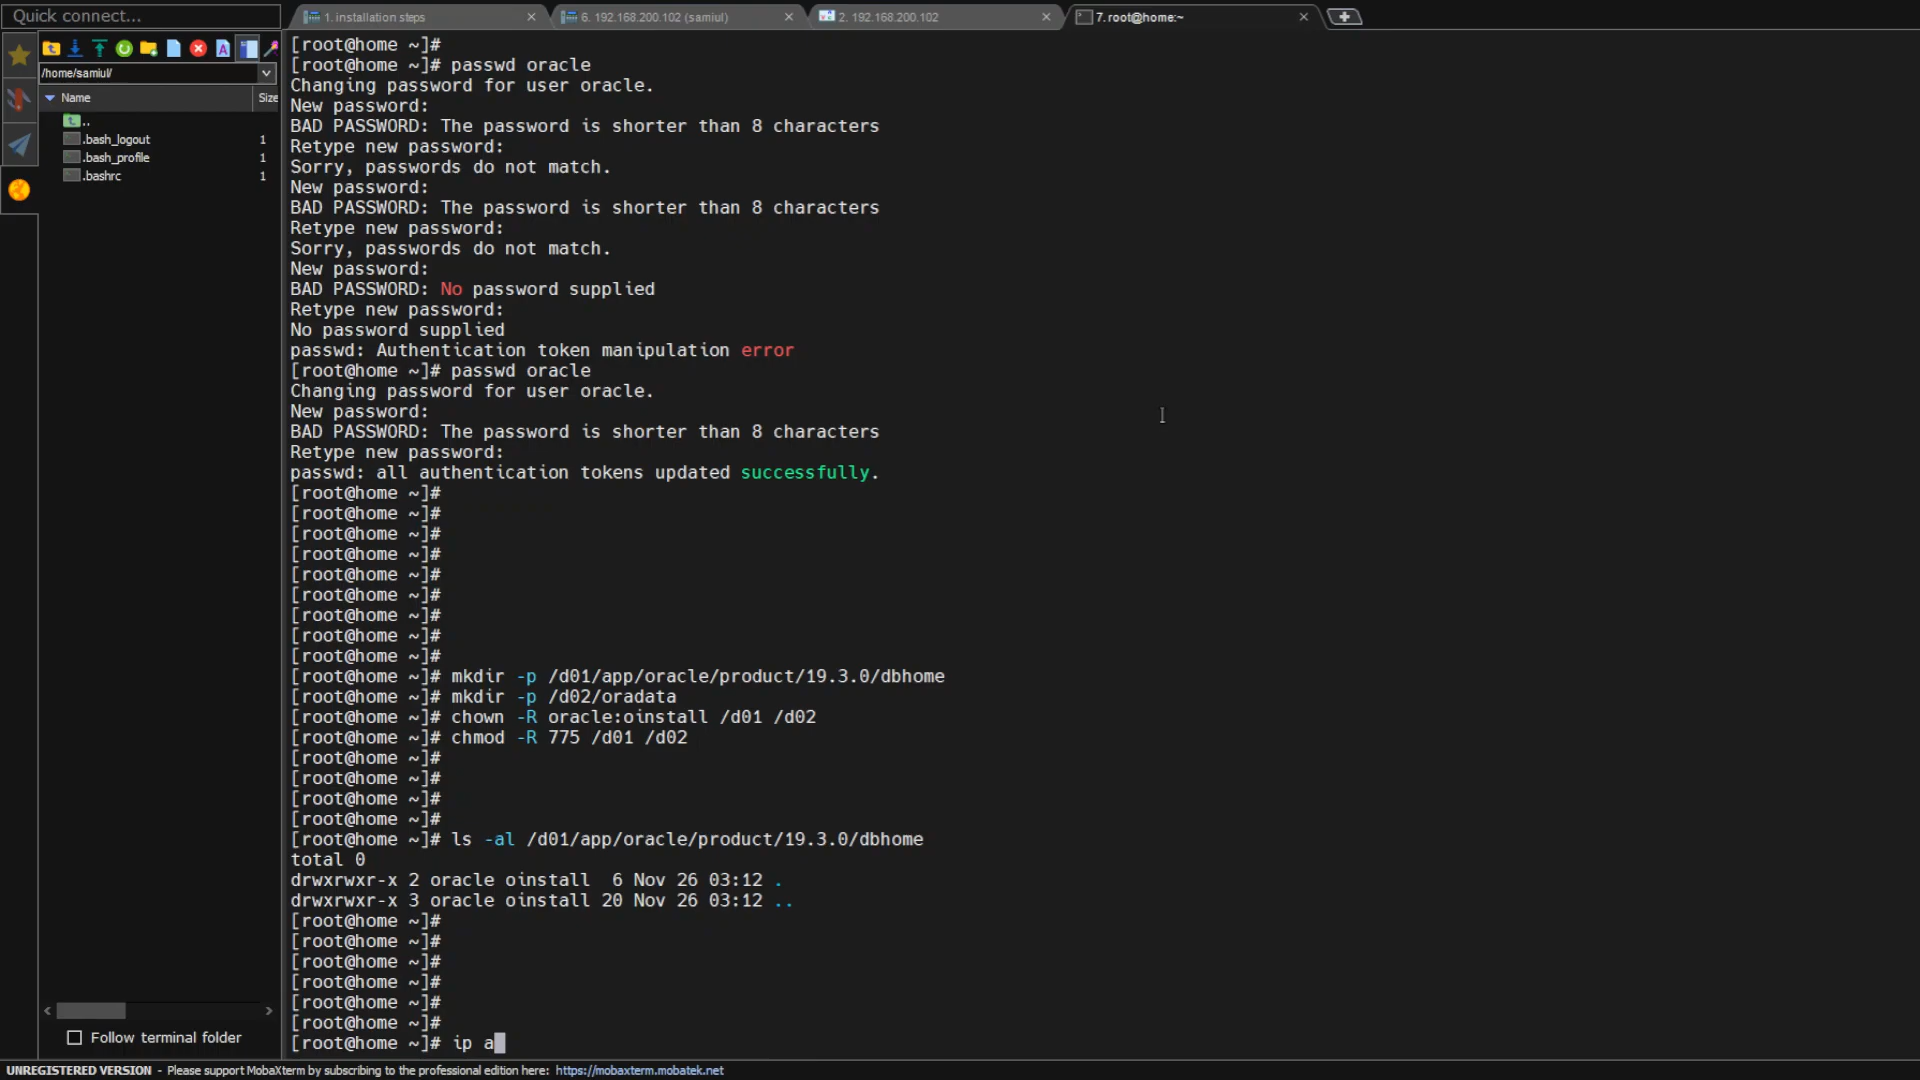 Quick connect...
1. installation steps
6. 192.168.200.102 (samiul)
2. 192.168.200.102
7. root@home:~
/home/samiul/
Name
Size
..
.bash_logout 1
.bash_profile 1
.bashrc 1
Follow terminal folder
[root@home ~]#
[root@home ~]# passwd oracle
Changing password for user oracle.
New password:
BAD PASSWORD: The password is shorter than 8 characters
Retype new password:
Sorry, passwords do not match.
New password:
BAD PASSWORD: The password is shorter than 8 characters
Retype new password:
Sorry, passwords do not match.
New password:
BAD PASSWORD: No password supplied
Retype new password:
No password supplied
passwd: Authentication token manipulation error
[root@home ~]# passwd oracle
Changing password for user oracle.
New password:
BAD PASSWORD: The password is shorter than 8 characters
Retype new password:
passwd: all authentication tokens updated successfully.
[root@home ~]#
[root@home ~]#
[root@home ~]#
[root@home ~]#
[root@home ~]#
[root@home ~]#
[root@home ~]#
[root@home ~]#
[root@home ~]#
[root@home ~]# mkdir -p /d01/app/oracle/product/19.3.0/dbhome
[root@home ~]# mkdir -p /d02/oradata
[root@home ~]# chown -R oracle:oinstall /d01 /d02
[root@home ~]# chmod -R 775 /d01 /d02
[root@home ~]#
[root@home ~]#
[root@home ~]#
[root@home ~]#
[root@home ~]# ls -al /d01/app/oracle/product/19.3.0/dbhome
total 0
drwxrwxr-x 2 oracle oinstall  6 Nov 26 03:12 .
drwxrwxr-x 3 oracle oinstall 20 Nov 26 03:12 ..
[root@home ~]#
[root@home ~]#
[root@home ~]#
[root@home ~]#
[root@home ~]#
[root@home ~]#
[root@home ~]# ip a
UNREGISTERED VERSION - Please support MobaXterm by subscribing to the professional edition here: https://mobaxterm.mobatek.net